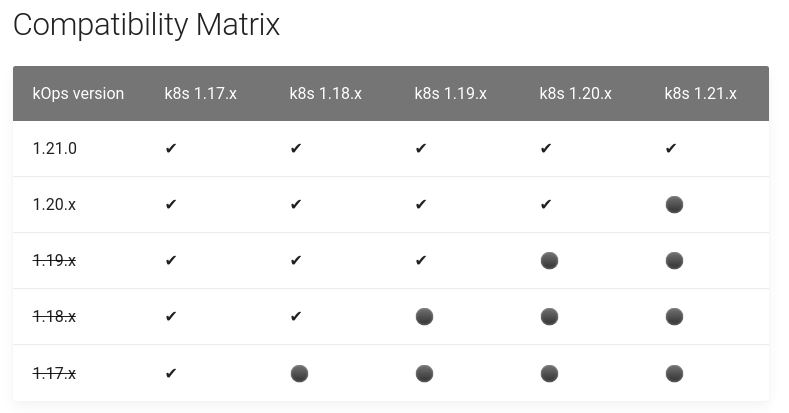 Compatibility Matrix
kOps version k8s 1.17.x k8s 1.18.x k8s 1.19.x k8s 1.20.x k8s 1.21.x
1.21.0 ✔ ✔ ✔ ✔ ✔
1.20.x ✔ ✔ ✔ ✔ ⚫
1.19.x ✔ ✔ ✔ ⚫ ⚫
1.18.x ✔ ✔ ⚫ ⚫ ⚫
1.17.x ✔ ⚫ ⚫ ⚫ ⚫